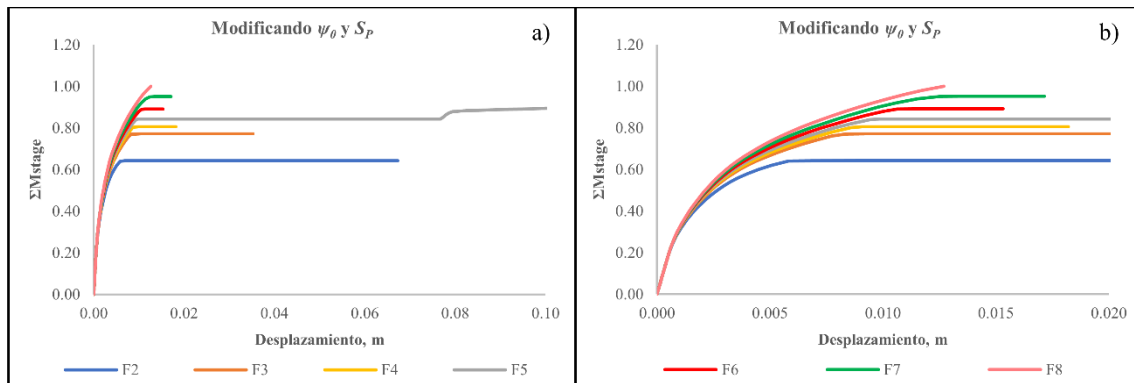 Modificando ψ0 y SP
a)
ΣMstage
1.20
1.00
0.80
0.60
0.40
0.20
0.00
0.00 0.02 0.04 0.06 0.08 0.10
Desplazamiento, m
F2 F3 F4 F5
Modificando ψ0 y SP
b)
ΣMstage
1.20
1.00
0.80
0.60
0.40
0.20
0.00
0.000 0.005 0.010 0.015 0.020
Desplazamiento, m
F6 F7 F8